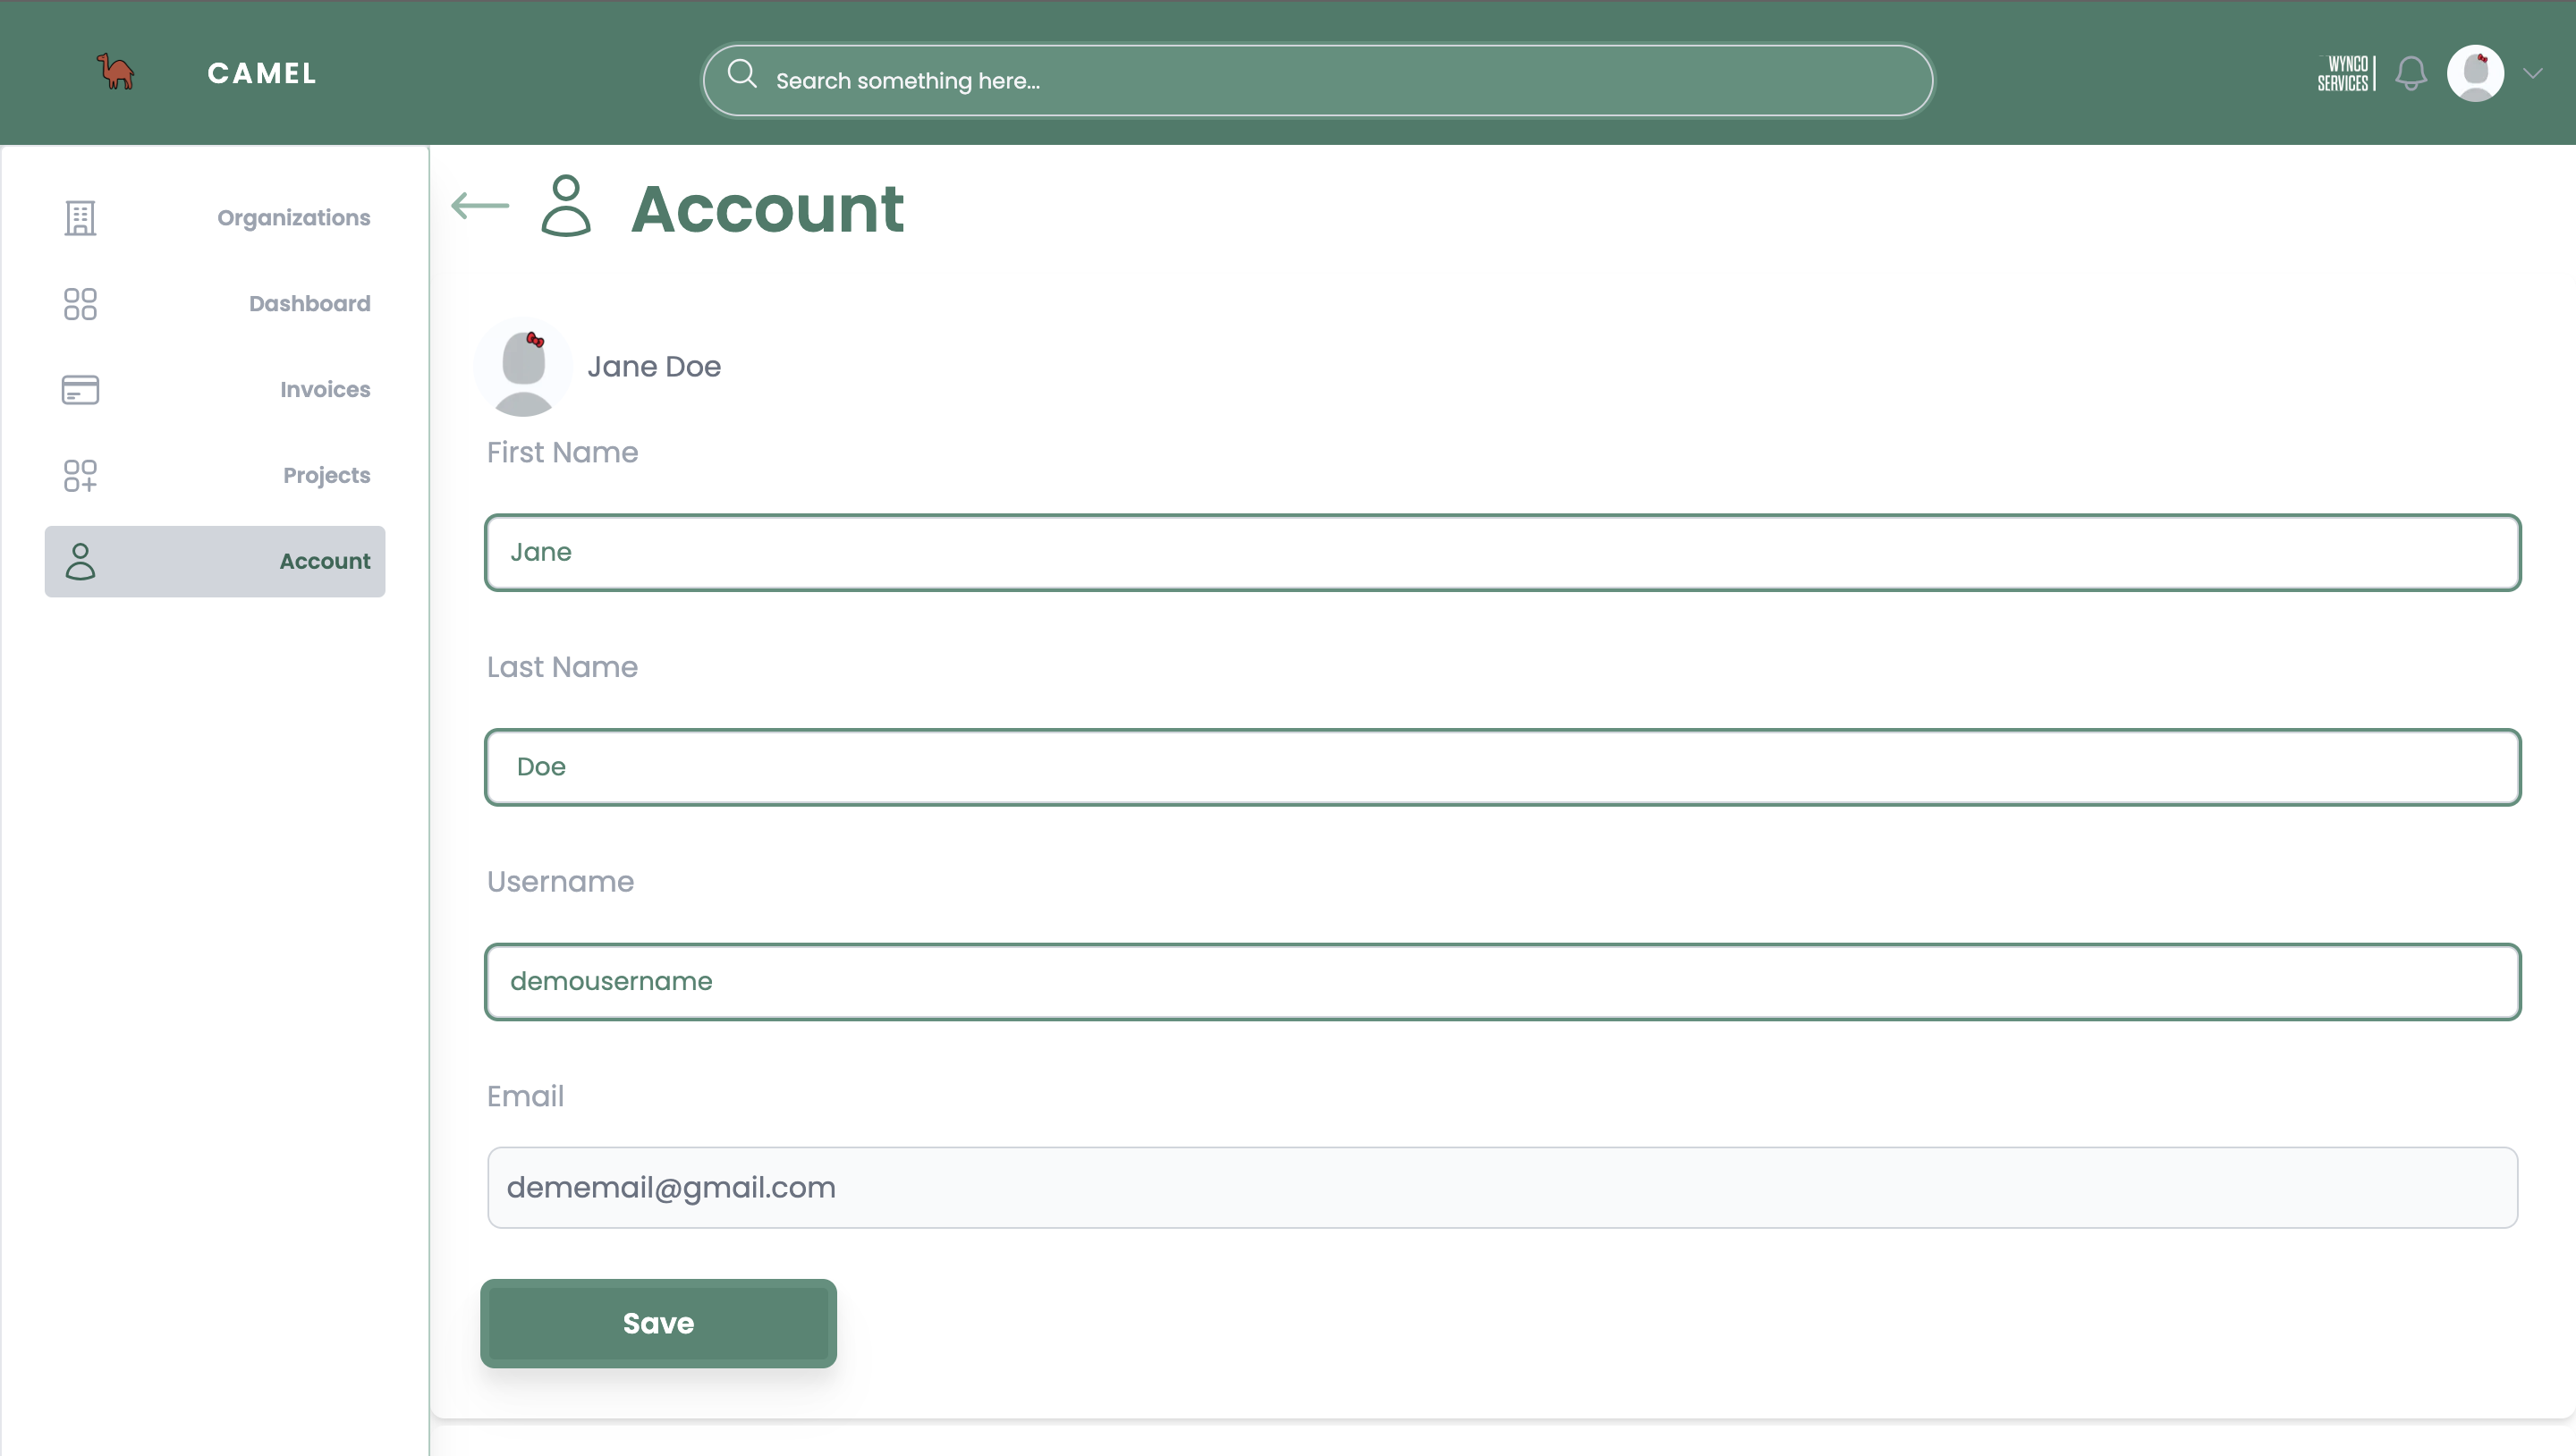 CAMEL
Search something here...
WYNCO
SERVICES
Organizations
Dashboard
Invoices
Projects
Account
Account
Jane Doe
First Name
Jane
Last Name
Doe
Username
demousername
Email
dememail@gmail.com
Save